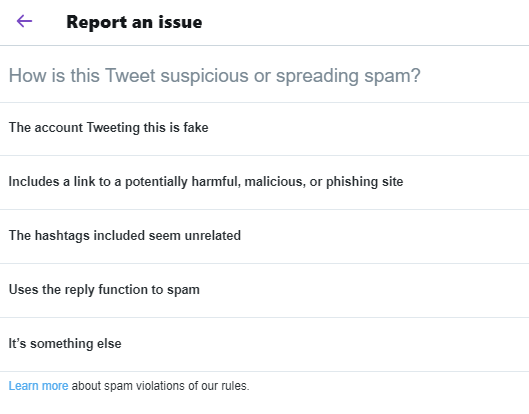 Report an issue
How is this Tweet suspicious or spreading spam?
The account Tweeting this is fake
Includes a link to a potentially harmful, malicious, or phishing site
The hashtags included seem unrelated
Uses the reply function to spam
It’s something else
Learn more about spam violations of our rules.